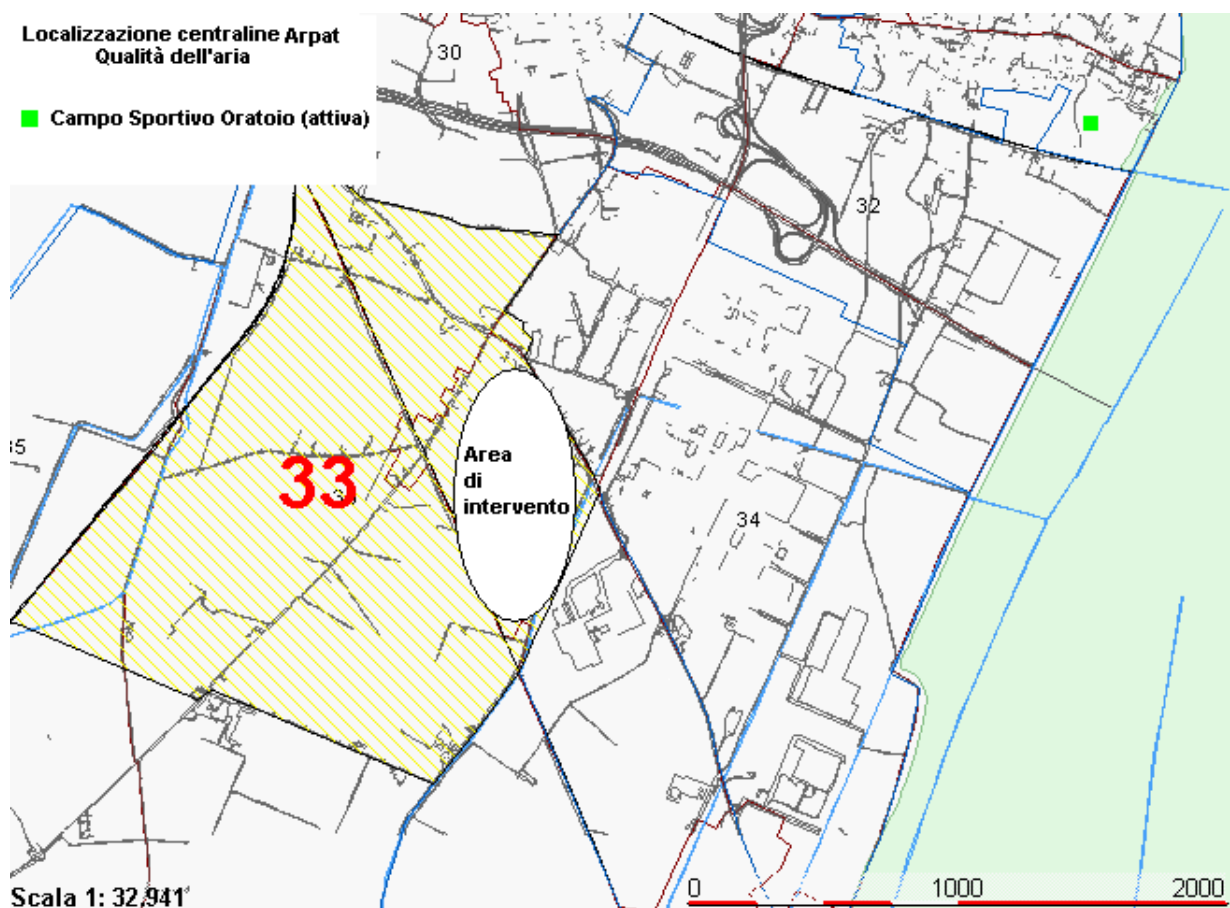 Localizzazione centraline Arpat
Qualità dell'aria
Campo Sportivo Oratoio (attiva)
30
32
35
33
Area
di
intervento
34
Scala 1: 32,941
0 1000 2000